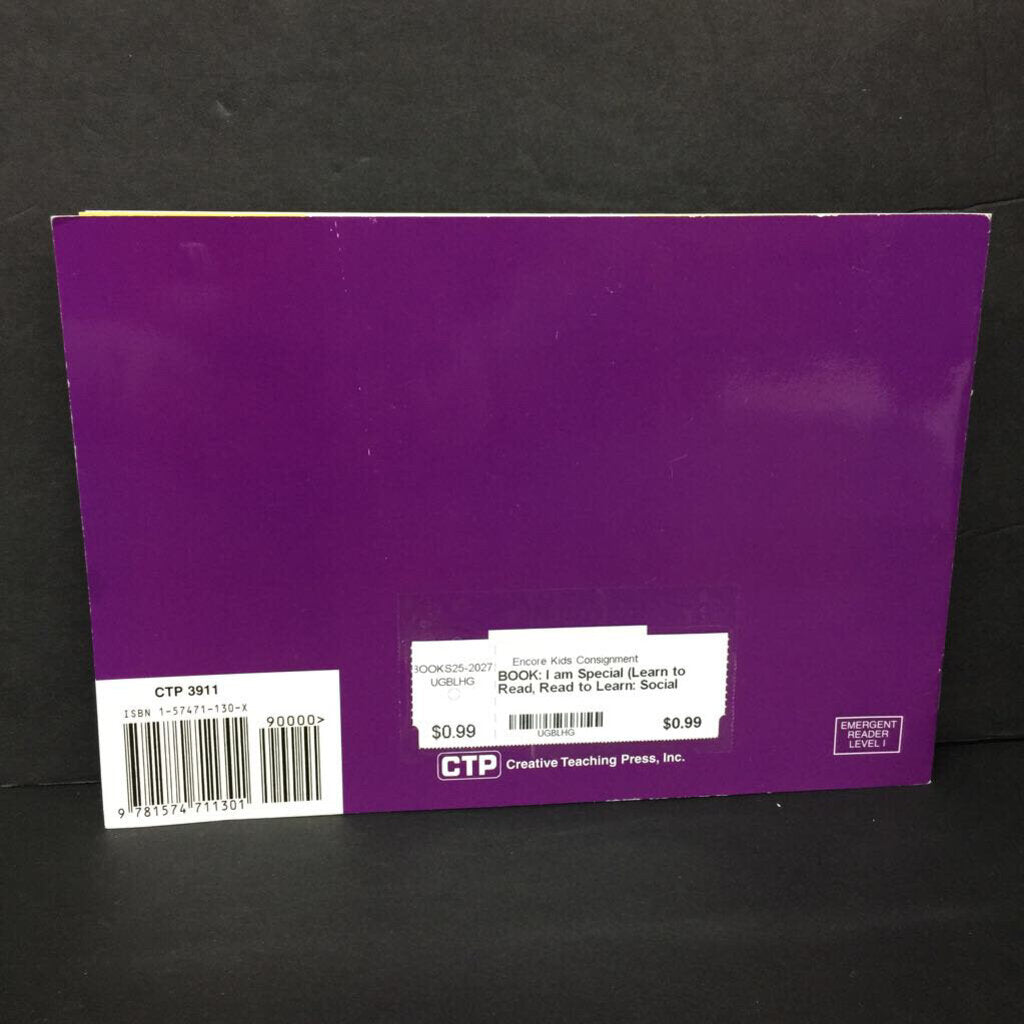 BOOKS25-2027
UGBLHG
$0.99
Encore Kids Consignment
BOOK: I am Special (Learn to
Read, Read to Learn: Social
UGBLHG
$0.99
CTP 3911
ISBN 1-57471-130-X
90000>
9 781574 711301
CTP Creative Teaching Press, Inc.
EMERGENT
READER
LEVEL I